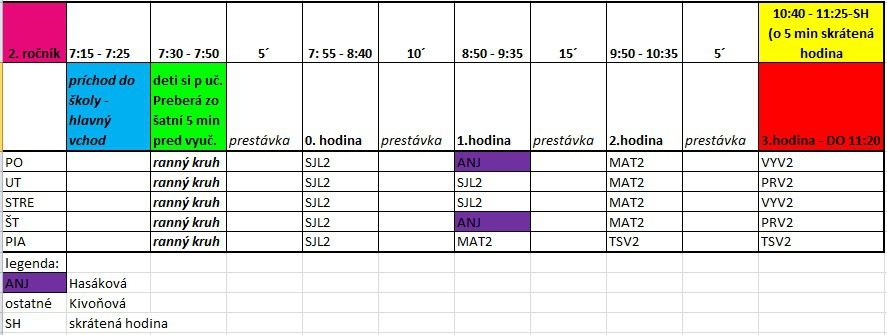 2. ročník 7:15 - 7:25 7:30 - 7:50 5´ 7: 55 - 8:40 10´ 8:50 - 9:35 15´ 9:50 - 10:35 5´ 10:40 - 11:25-SH (o 5 min skrátená hodina
príchod do školy - hlavný vchod deti si p uč. Preberá zo šatní 5 min pred vyuč. prestávka 0. hodina prestávka 1.hodina prestávka 2.hodina prestávka 3.hodina - DO 11:20
PO ranný kruh SJL2 ANJ MAT2 VYV2
UT ranný kruh SJL2 SJL2 MAT2 PRV2
STRE ranný kruh SJL2 SJL2 MAT2 VYV2
ŠT ranný kruh SJL2 ANJ MAT2 PRV2
PIA ranný kruh SJL2 MAT2 TSV2 TSV2
legenda:
ANJ Hasáková
ostatné Kivoňová
SH skrátená hodina